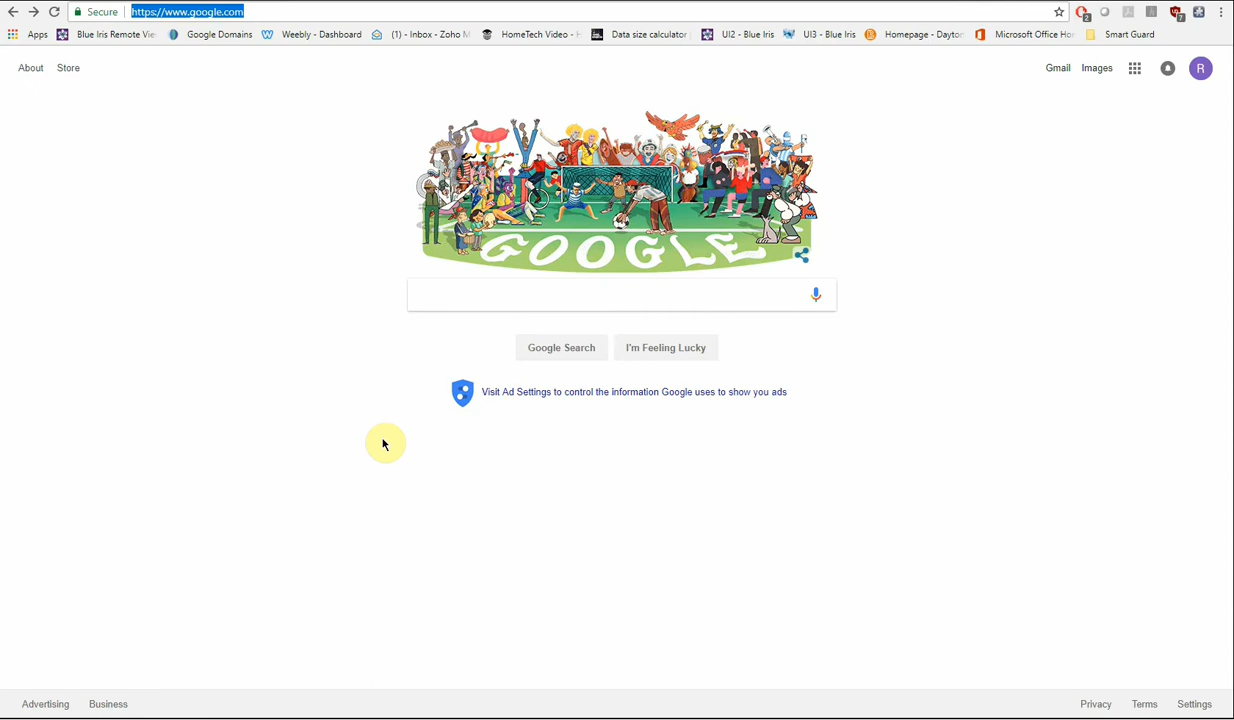 Secure https://www.google.com
2 7
Apps Blue Iris Remote Vie Google Domains Weebly - Dashboard (1) - Inbox - Zoho M HomeTech Video - H Data size calculator UI2 - Blue Iris UI3 - Blue Iris Homepage - Dayton Microsoft Office Hom Smart Guard
About Store Gmail Images R
GOOGLE
Google Search I'm Feeling Lucky
Visit Ad Settings to control the information Google uses to show you ads
Advertising Business Privacy Terms Settings